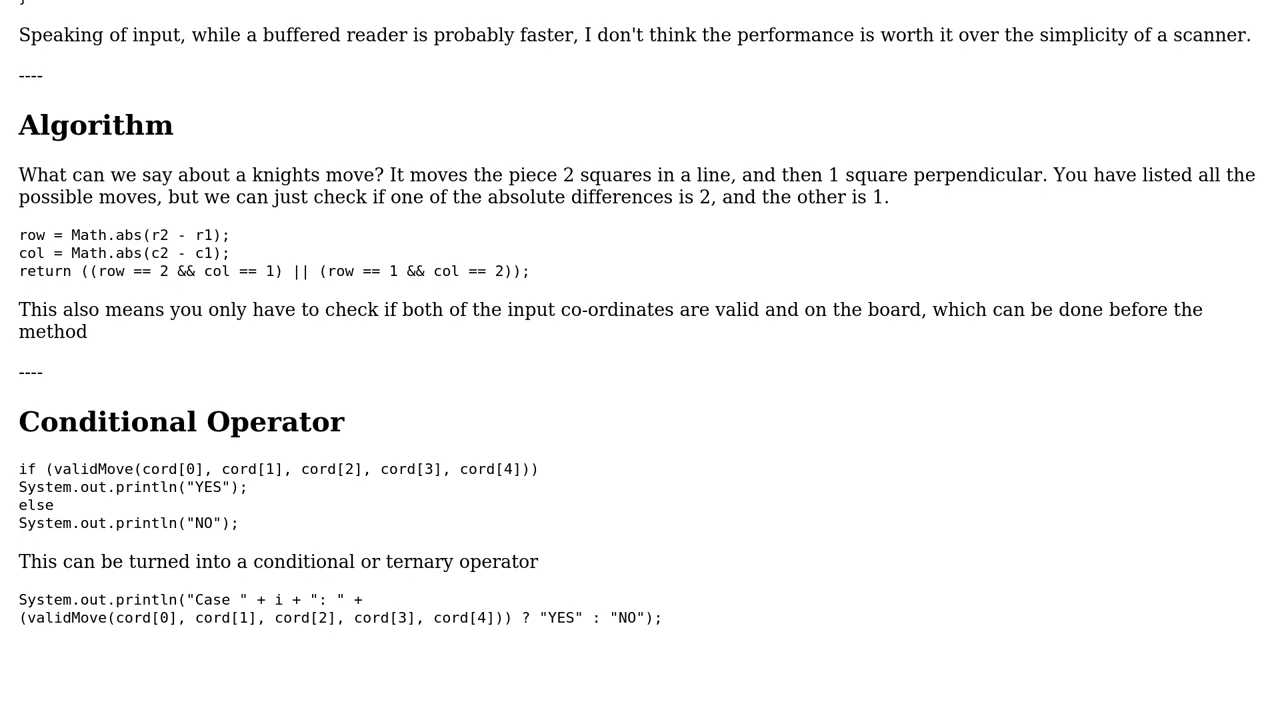 }
Speaking of input, while a buffered reader is probably faster, I don't think the performance is worth it over the simplicity of a scanner.
----
Algorithm
What can we say about a knights move? It moves the piece 2 squares in a line, and then 1 square perpendicular. You have listed all the
possible moves, but we can just check if one of the absolute differences is 2, and the other is 1.
row = Math.abs(r2 - r1);
col = Math.abs(c2 - c1);
return ((row == 2 && col == 1) || (row == 1 && col == 2));
This also means you only have to check if both of the input co-ordinates are valid and on the board, which can be done before the
method
----
Conditional Operator
if (validMove(cord[0], cord[1], cord[2], cord[3], cord[4]))
System.out.println("YES");
else
System.out.println("NO");
This can be turned into a conditional or ternary operator
System.out.println("Case " + i + ": " +
(validMove(cord[0], cord[1], cord[2], cord[3], cord[4])) ? "YES" : "NO");